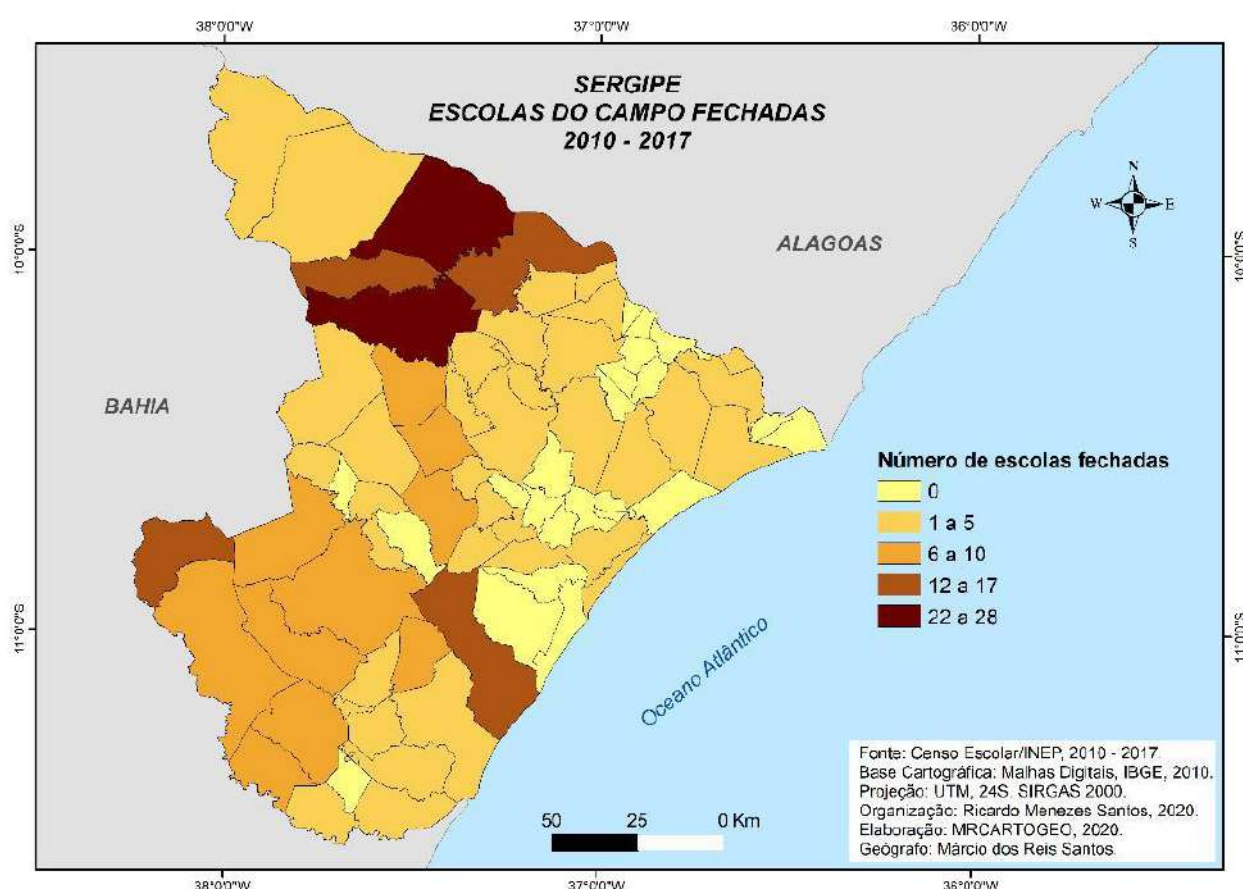 38°0'0"W
37°0'0"W
36°0'0"W
SERGIPE
ESCOLAS DO CAMPO FECHADAS
2010 - 2017
N
W
E
S
10°0'0"S
10°0'0"S
ALAGOAS
BAHIA
Número de escolas fechadas
0
1 a 5
6 a 10
12 a 17
22 a 28
11°0'0"S
11°0'0"S
Oceano Atlântico
Fonte: Censo Escolar/INEP, 2010 - 2017.
Base Cartográfica: Malhas Digitais, IBGE, 2010.
Projeção: UTM, 24S. SIRGAS 2000.
Organização: Ricardo Menezes Santos, 2020.
Elaboração: MRCARTOGEO, 2020.
Geógrafo: Márcio dos Reis Santos.
50 25 0 Km
38°0'0"W
37°0'0"W
36°0'0"W